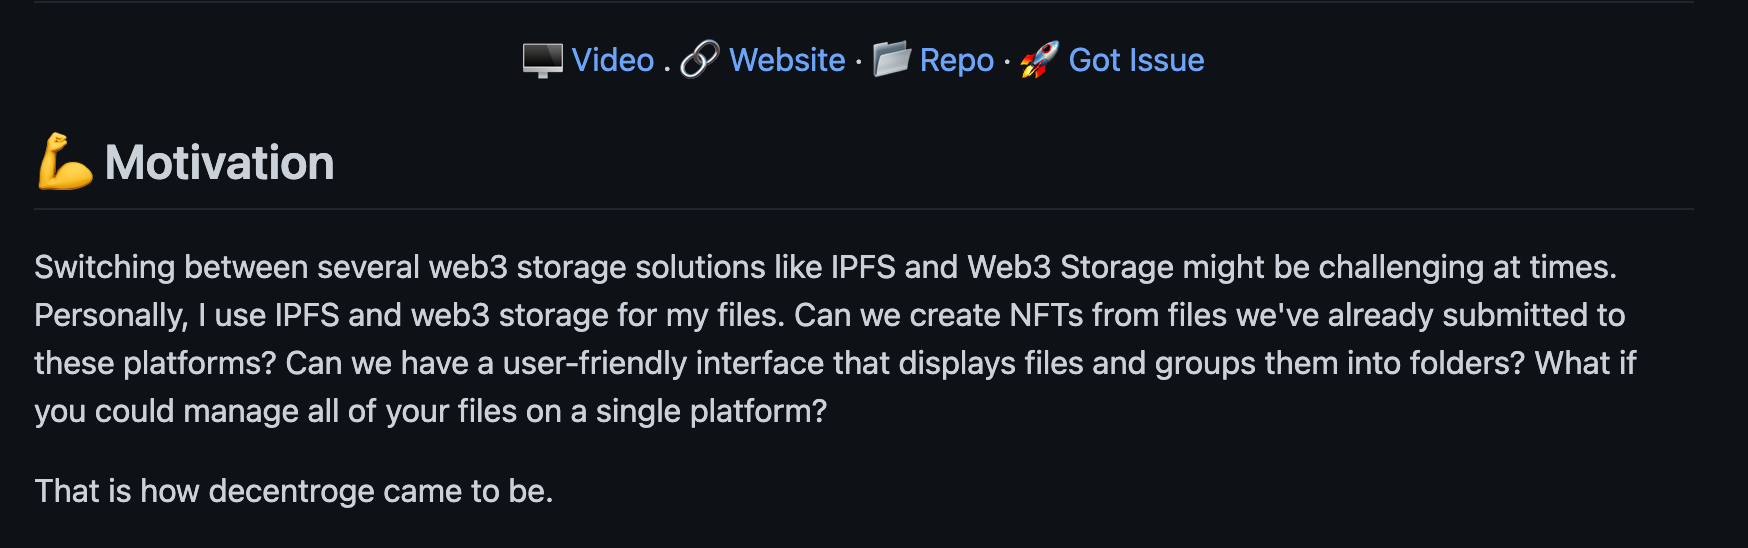 🖥️ Video . 🔗 Website · 📂 Repo · 🚀 Got Issue
💪 Motivation
Switching between several web3 storage solutions like IPFS and Web3 Storage might be challenging at times.
Personally, I use IPFS and web3 storage for my files. Can we create NFTs from files we've already submitted to
these platforms? Can we have a user-friendly interface that displays files and groups them into folders? What if
you could manage all of your files on a single platform?
That is how decentroge came to be.